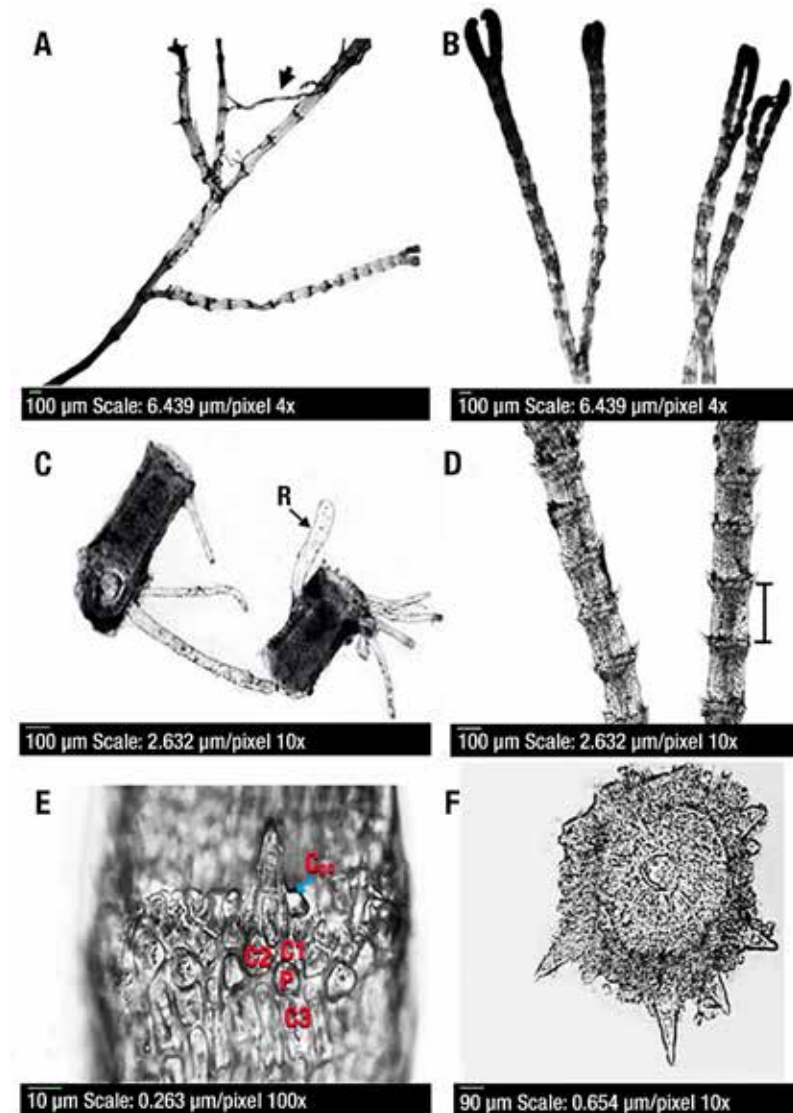 A
B
100 µm Scale: 6.439 µm/pixel 4x
100 µm Scale: 6.439 µm/pixel 4x
C
R
D
100 µm Scale: 2.632 µm/pixel 10x
100 µm Scale: 2.632 µm/pixel 10x
E
C2
C1
P
C3
F
10 µm Scale: 0.263 µm/pixel 100x
90 µm Scale: 0.654 µm/pixel 10x